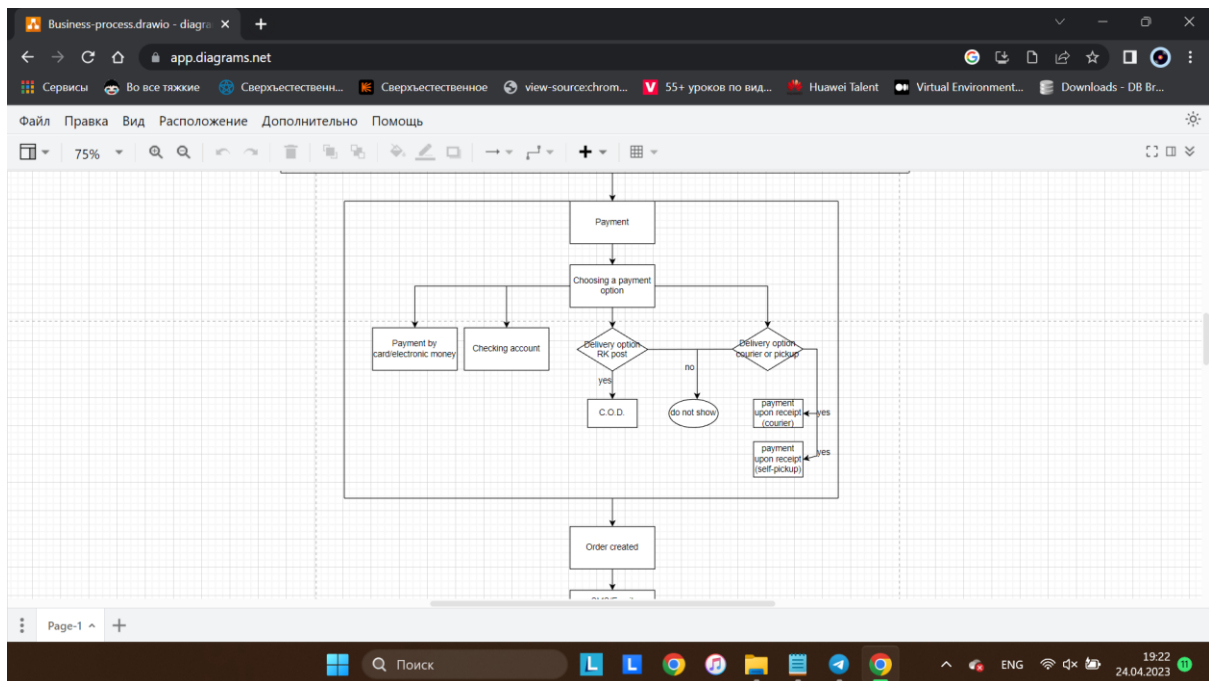 Business-process.drawio - diagra
app.diagrams.net
Сервисы
Во все тяжкие
Сверхъестественн...
Сверхъестественное
view-source:chrom...
55+ уроков по вид...
Huawei Talent
Virtual Environment...
Downloads - DB Br...
Файл Правка Вид Расположение Дополнительно Помощь
75%
Payment
Choosing a payment
option
Payment by
card/electronic money
Checking account
Delivery option
RK post
Delivery option
courier or pickup
no
yes
C.O.D.
do not show
payment
upon receipt
(courier)
yes
payment
upon receipt
(self-pickup)
yes
Order created
Page-1
Поиск
ENG
19:22
24.04.2023
11